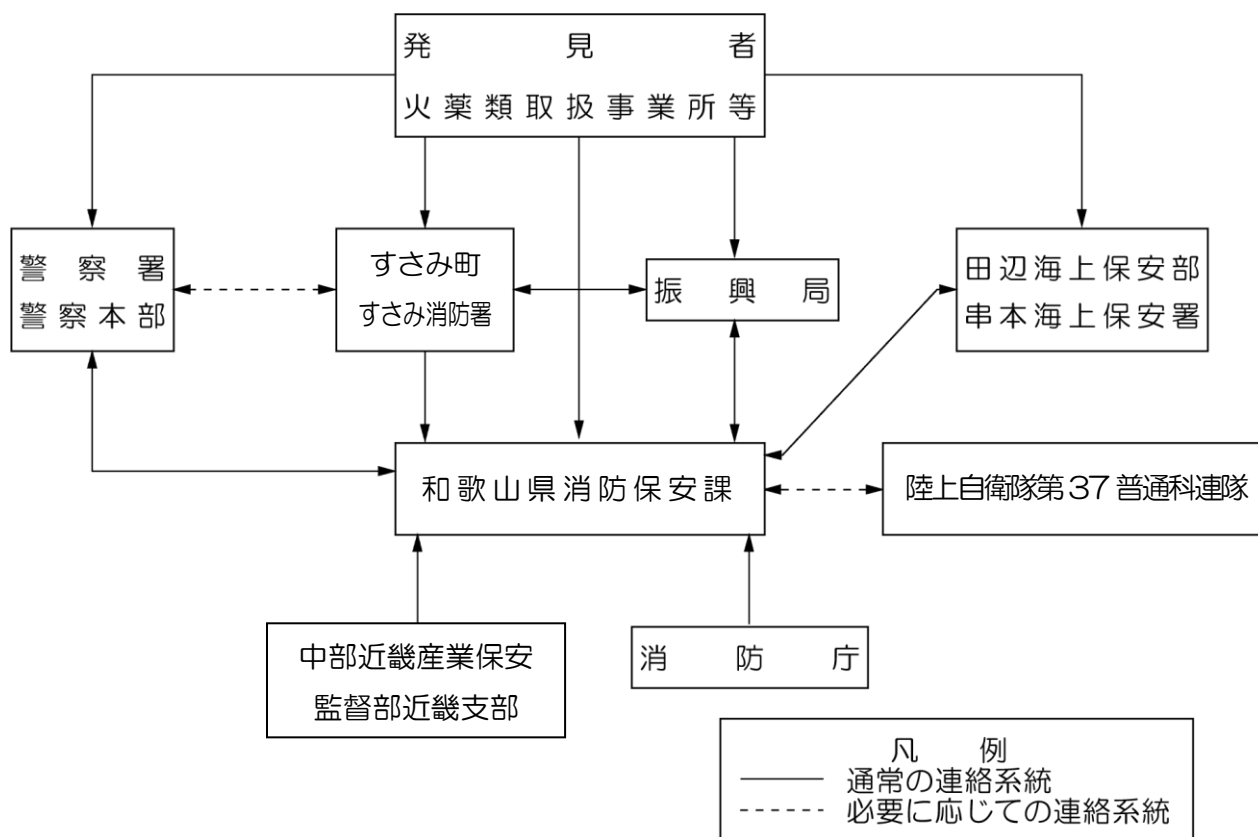 発見者
火薬類取扱事業所等
警察署
警察本部
すさみ町
すさみ消防署
振興局
田辺海上保安部
串本海上保安署
和歌山県消防保安課
陸上自衛隊第37普通科連隊
中部近畿産業保安
監督部近畿支部
消防庁
凡例
通常の連絡系統
必要に応じての連絡系統